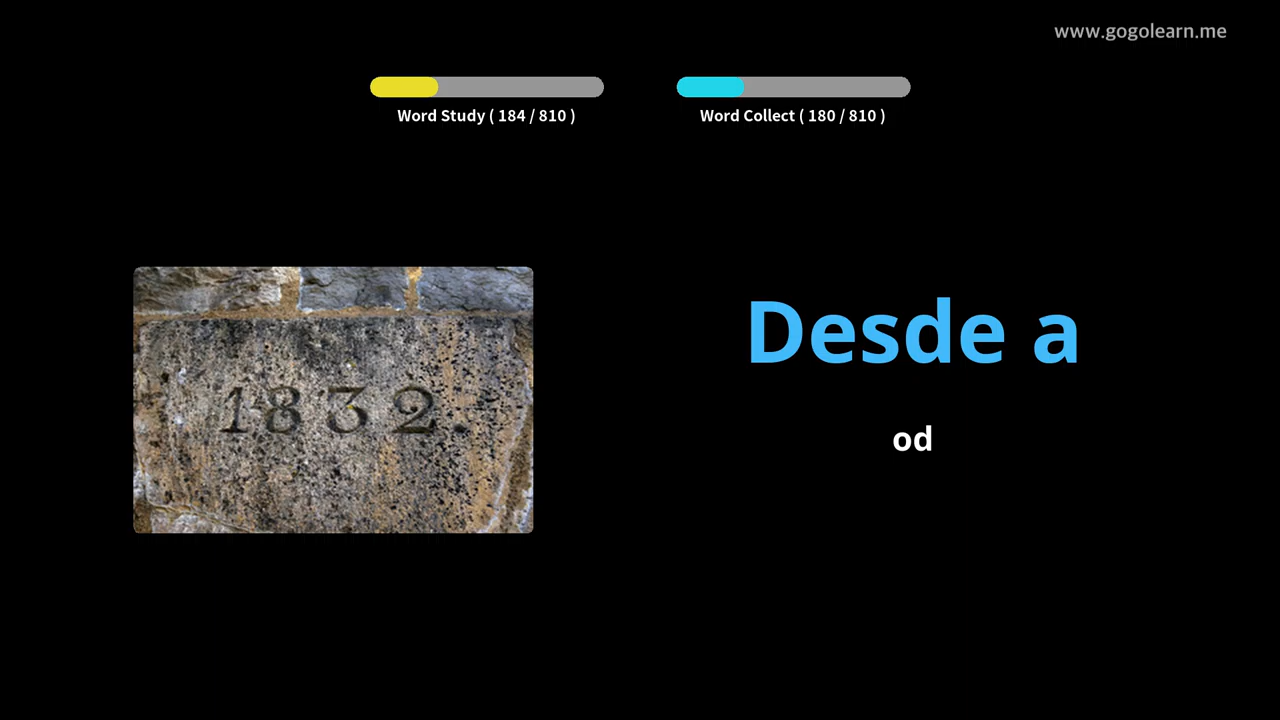 www.gogolearn.me
Word Study ( 184 / 810 )
Word Collect ( 180 / 810 )
1832.
Desde a
od